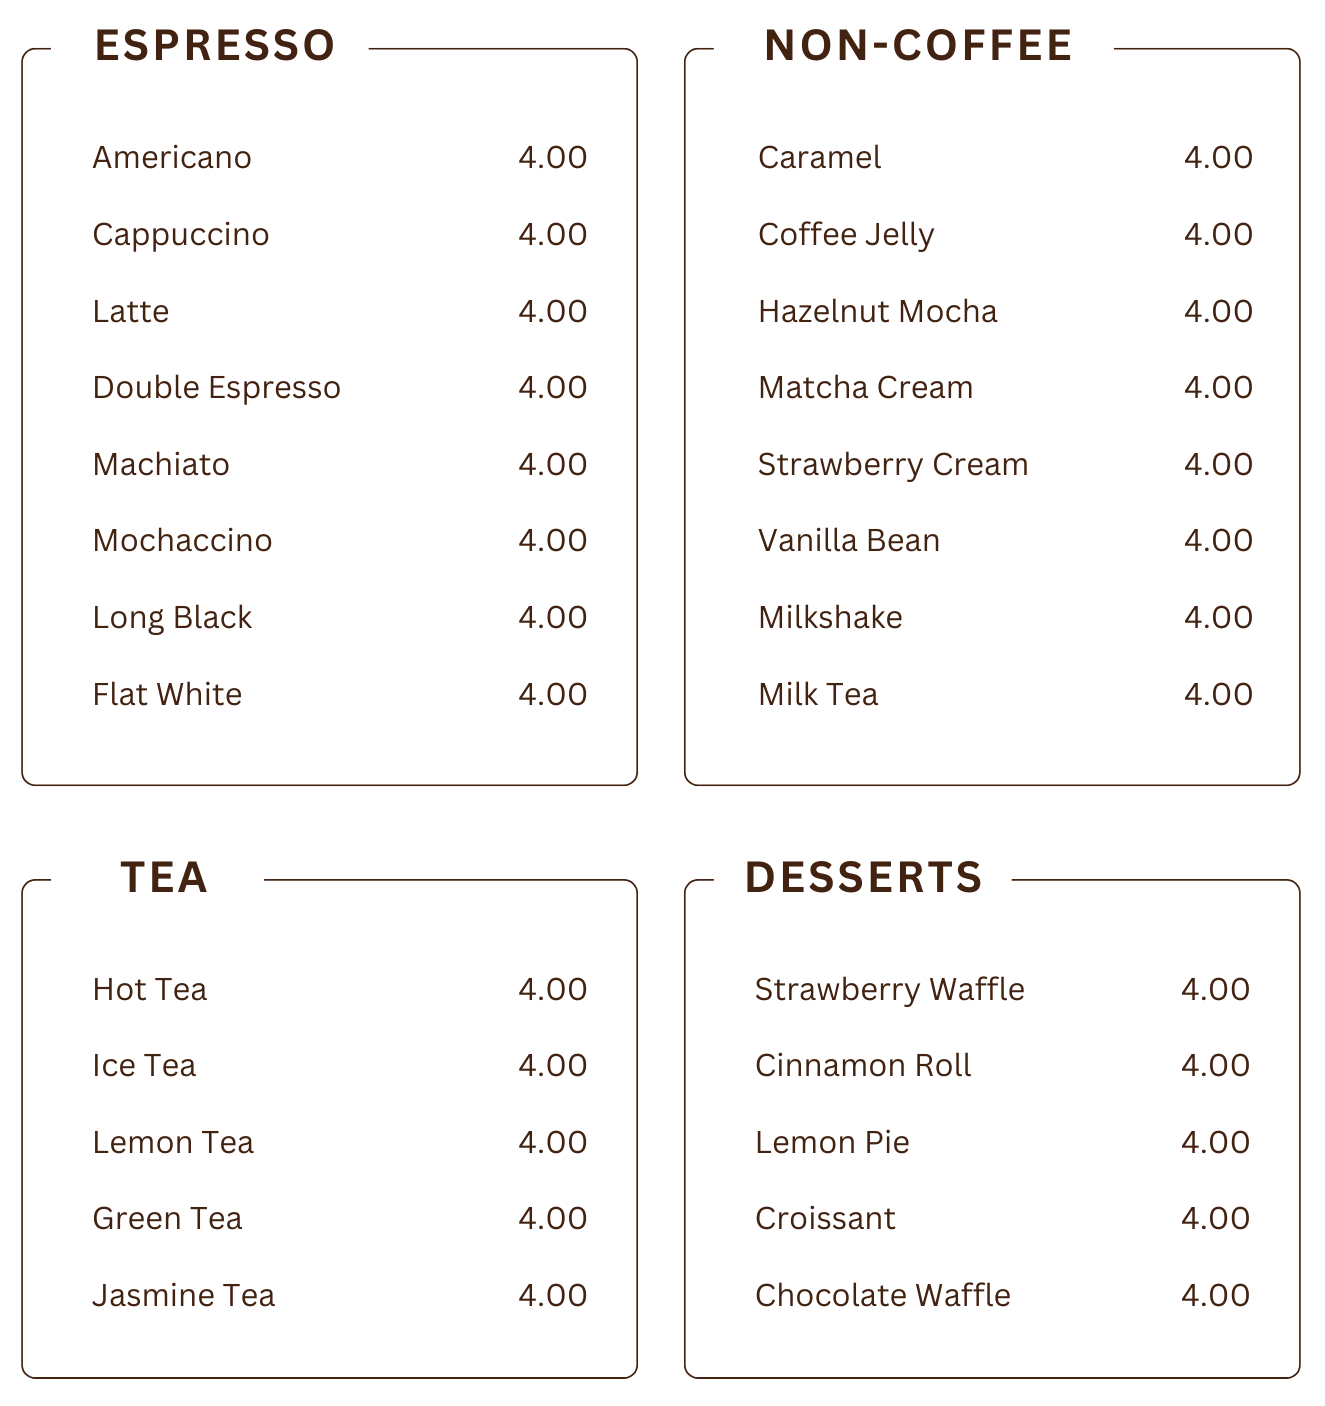 ESPRESSO
Americano 4.00
Cappuccino 4.00
Latte 4.00
Double Espresso 4.00
Machiato 4.00
Mochaccino 4.00
Long Black 4.00
Flat White 4.00
NON-COFFEE
Caramel 4.00
Coffee Jelly 4.00
Hazelnut Mocha 4.00
Matcha Cream 4.00
Strawberry Cream 4.00
Vanilla Bean 4.00
Milkshake 4.00
Milk Tea 4.00
TEA
Hot Tea 4.00
Ice Tea 4.00
Lemon Tea 4.00
Green Tea 4.00
Jasmine Tea 4.00
DESSERTS
Strawberry Waffle 4.00
Cinnamon Roll 4.00
Lemon Pie 4.00
Croissant 4.00
Chocolate Waffle 4.00